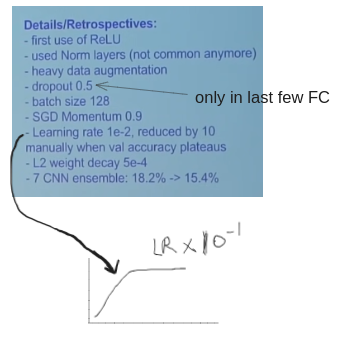 Details/Retrospectives:
- first use of ReLU
- used Norm layers (not common anymore)
- heavy data augmentation
- dropout 0.5
only in last few FC
- batch size 128
- SGD Momentum 0.9
- Learning rate 1e-2, reduced by 10
manually when val accuracy plateaus
- L2 weight decay 5e-4
- 7 CNN ensemble: 18.2% -> 15.4%
LR x 10^-1